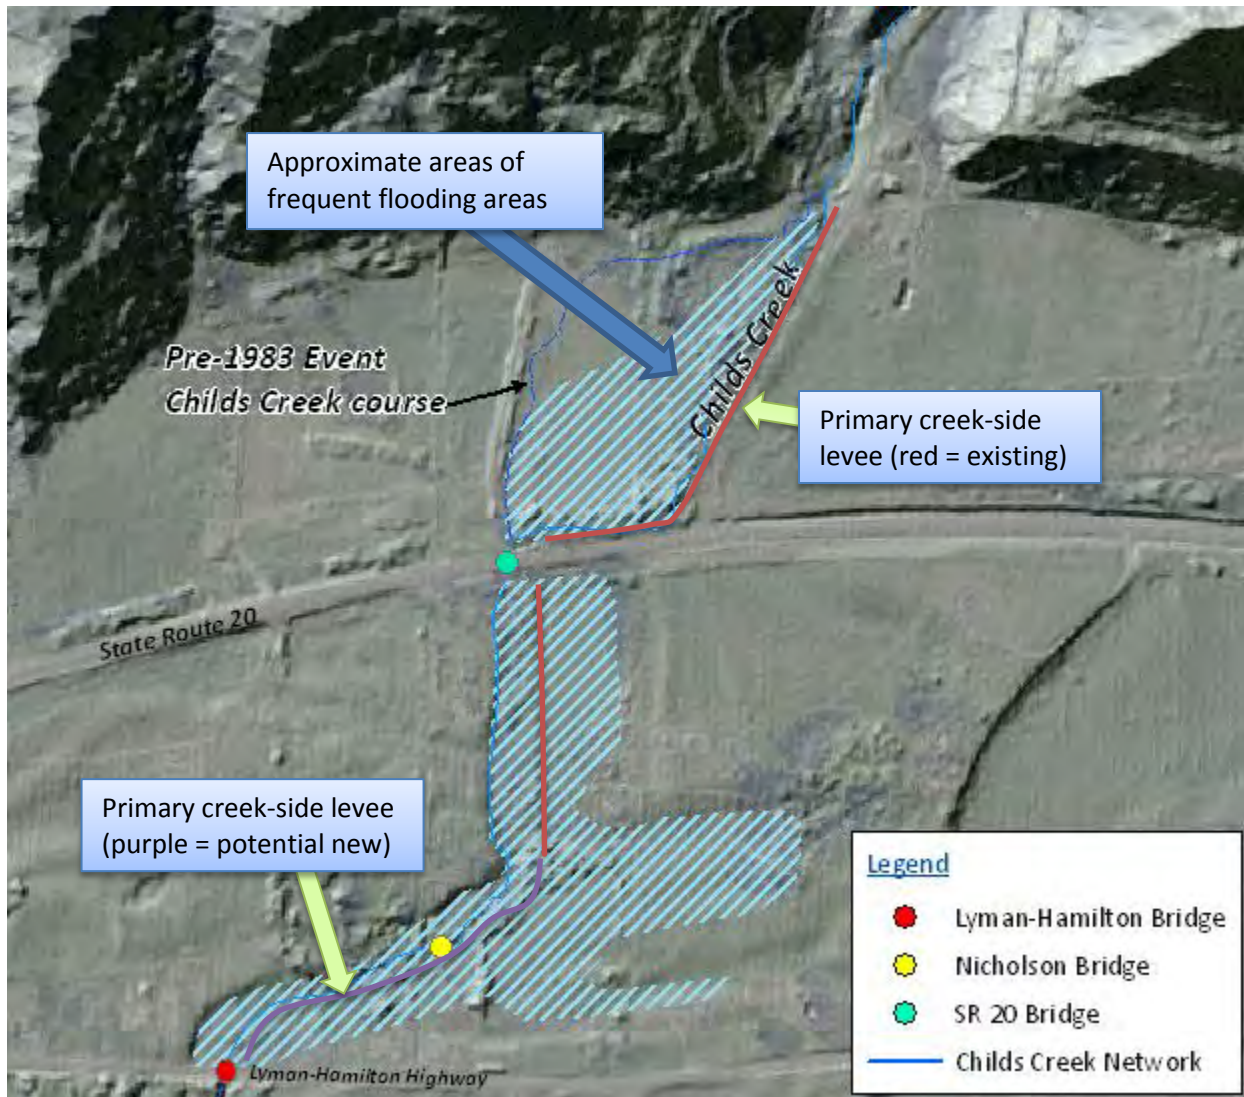 Approximate areas of
frequent flooding areas
Childs Creek
Pre-1983 Event
Childs Creek course
Primary creek-side
levee (red = existing)
State Route 20
Primary creek-side levee
(purple = potential new)
Legend
Lyman-Hamilton Bridge
Nicholson Bridge
SR 20 Bridge
Childs Creek Network
Lyman-Hamilton Highway